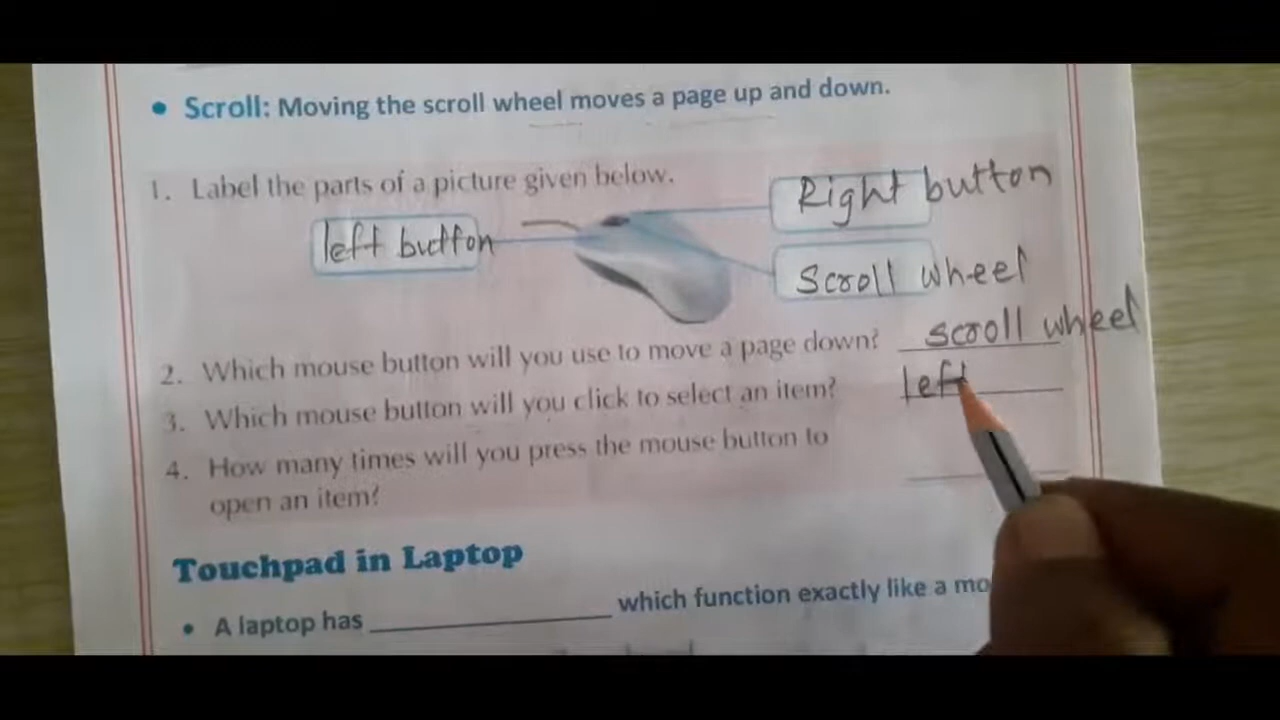 • Scroll: Moving the scroll wheel moves a page up and down.
1. Label the parts of a picture given below.
Right button
left button
Scroll wheel
2. Which mouse button will you use to move a page down? scroll wheel
3. Which mouse button will you click to select an item? left
4. How many times will you press the mouse button to
open an item?
Touchpad in Laptop
• A laptop has ____________ which function exactly like a mo